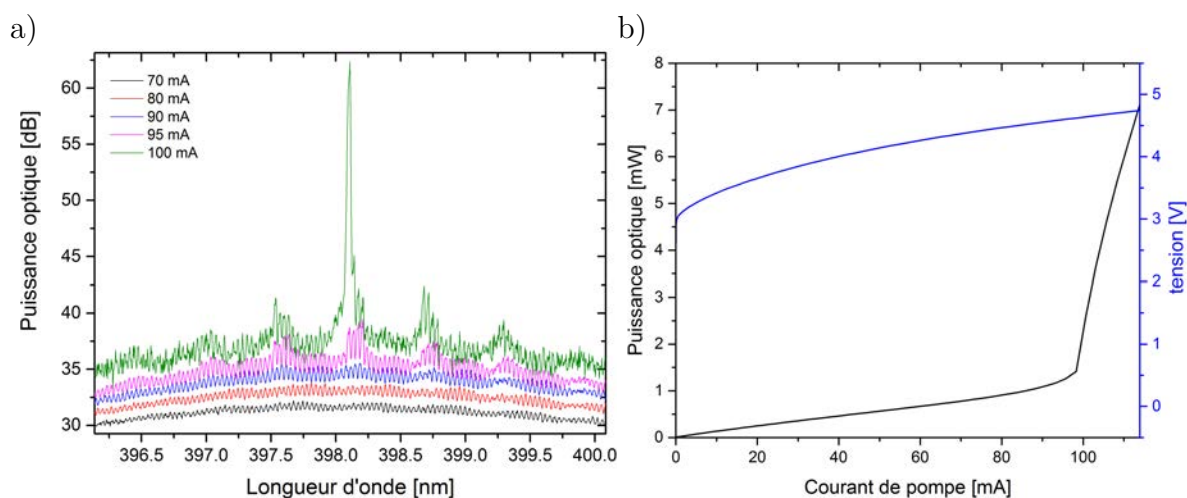 a)
Puissance optique [dB]
60
55
50
45
40
35
30
70 mA
80 mA
90 mA
95 mA
100 mA
396.5 397.0 397.5 398.0 398.5 399.0 399.5 400.0
Longueur d'onde [nm]
b)
Puissance optique [mW]
8
7
6
5
4
3
2
1
0
0 20 40 60 80 100
Courant de pompe [mA]
5
4
3
2
1
0
tension [V]